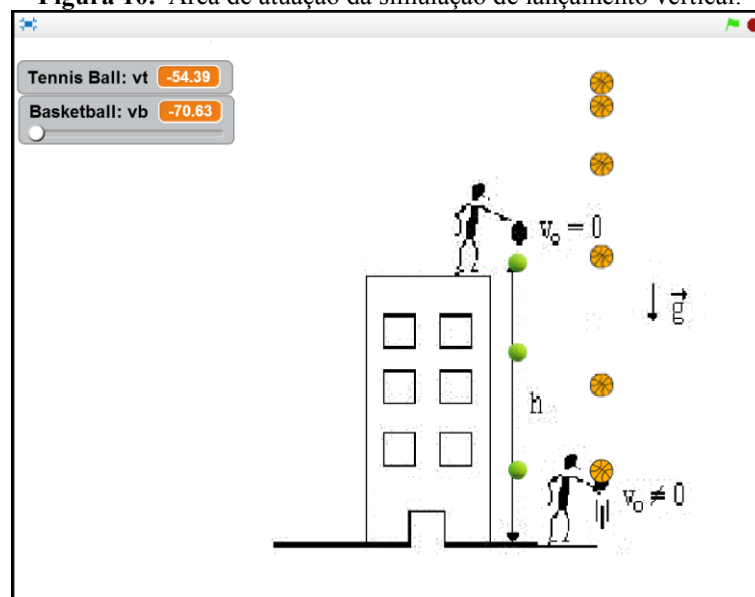 Figura 10: Área de atuação da simulação de lançamento vertical.
Tennis Ball: vt -54.39
Basketball: vb -70.63
v₀ = 0
g⃗
h
v₀ ≠ 0